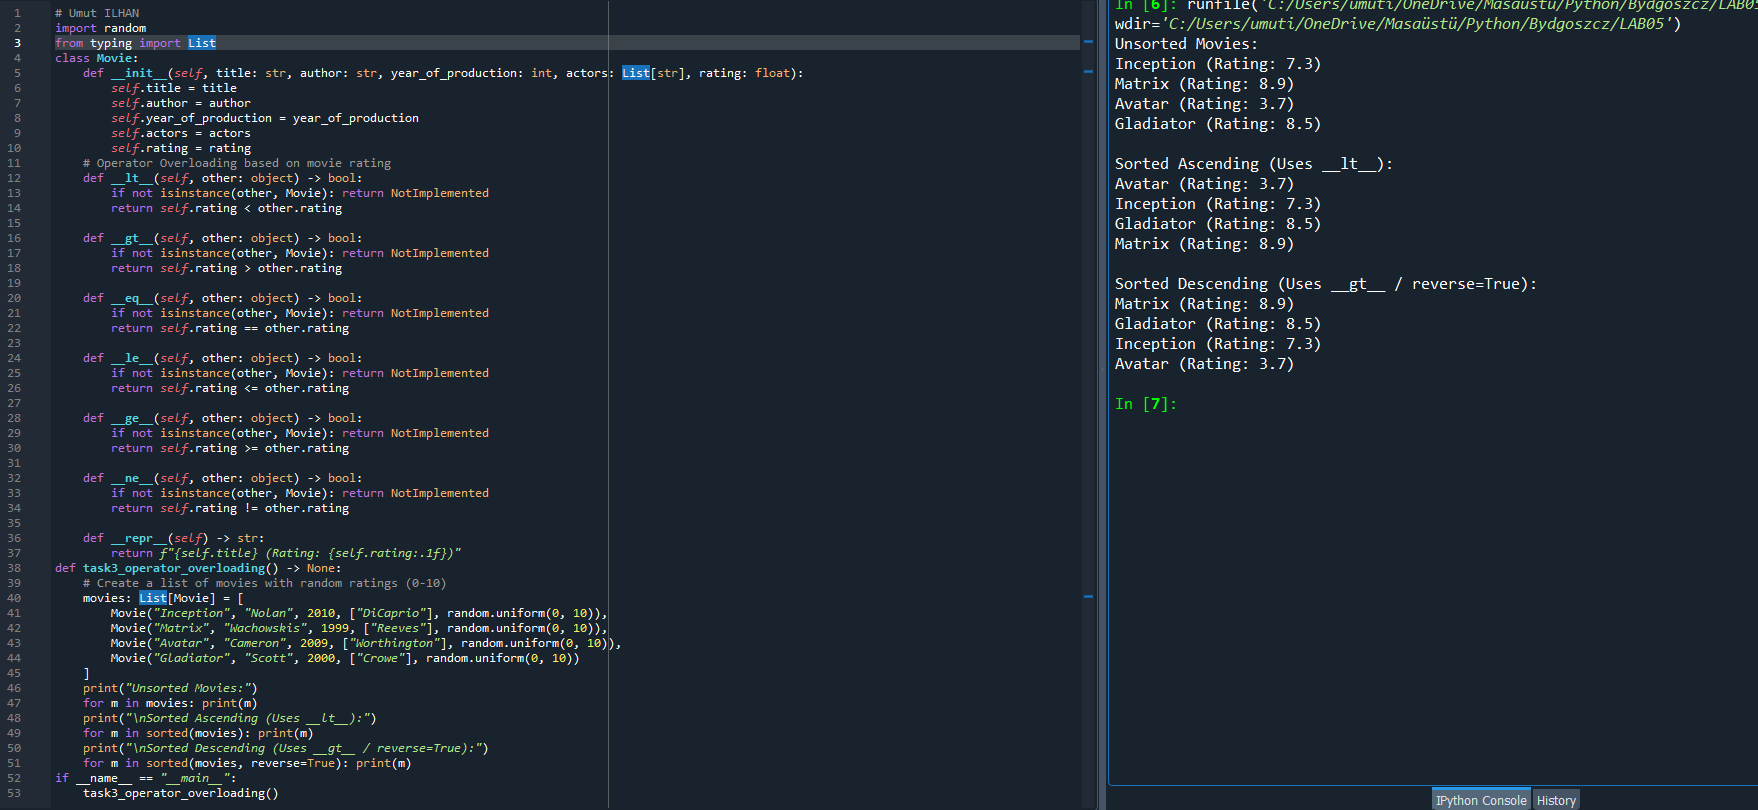 1 # Umut ILHAN
2 import random
3 from typing import List
4 class Movie:
5     def __init__(self, title: str, author: str, year_of_production: int, actors: List[str], rating: float):
6         self.title = title
7         self.author = author
8         self.year_of_production = year_of_production
9         self.actors = actors
10         self.rating = rating
11     # Operator Overloading based on movie rating
12     def __lt__(self, other: object) -> bool:
13         if not isinstance(other, Movie): return NotImplemented
14         return self.rating < other.rating
15
16     def __gt__(self, other: object) -> bool:
17         if not isinstance(other, Movie): return NotImplemented
18         return self.rating > other.rating
19
20     def __eq__(self, other: object) -> bool:
21         if not isinstance(other, Movie): return NotImplemented
22         return self.rating == other.rating
23
24     def __le__(self, other: object) -> bool:
25         if not isinstance(other, Movie): return NotImplemented
26         return self.rating <= other.rating
27
28     def __ge__(self, other: object) -> bool:
29         if not isinstance(other, Movie): return NotImplemented
30         return self.rating >= other.rating
31
32     def __ne__(self, other: object) -> bool:
33         if not isinstance(other, Movie): return NotImplemented
34         return self.rating != other.rating
35
36     def __repr__(self) -> str:
37         return f"{self.title} (Rating: {self.rating:.1f})"
38 def task3_operator_overloading() -> None:
39     # Create a list of movies with random ratings (0-10)
40     movies: List[Movie] = [
41         Movie("Inception", "Nolan", 2010, ["DiCaprio"], random.uniform(0, 10)),
42         Movie("Matrix", "Wachowskis", 1999, ["Reeves"], random.uniform(0, 10)),
43         Movie("Avatar", "Cameron", 2009, ["Worthington"], random.uniform(0, 10)),
44         Movie("Gladiator", "Scott", 2000, ["Crowe"], random.uniform(0, 10))
45     ]
46     print("Unsorted Movies:")
47     for m in movies: print(m)
48     print("\nSorted Ascending (Uses __lt__):")
49     for m in sorted(movies): print(m)
50     print("\nSorted Descending (Uses __gt__ / reverse=True):")
51     for m in sorted(movies, reverse=True): print(m)
52 if __name__ == "__main__":
53     task3_operator_overloading()
In [6]: runfile('C:/Users/umuti/OneDrive/Masaüstü/Python/Bydgoszcz/LAB05
wdir='C:/Users/umuti/OneDrive/Masaüstü/Python/Bydgoszcz/LAB05')
Unsorted Movies:
Inception (Rating: 7.3)
Matrix (Rating: 8.9)
Avatar (Rating: 3.7)
Gladiator (Rating: 8.5)

Sorted Ascending (Uses __lt__):
Avatar (Rating: 3.7)
Inception (Rating: 7.3)
Gladiator (Rating: 8.5)
Matrix (Rating: 8.9)

Sorted Descending (Uses __gt__ / reverse=True):
Matrix (Rating: 8.9)
Gladiator (Rating: 8.5)
Inception (Rating: 7.3)
Avatar (Rating: 3.7)

In [7]:
IPython Console History